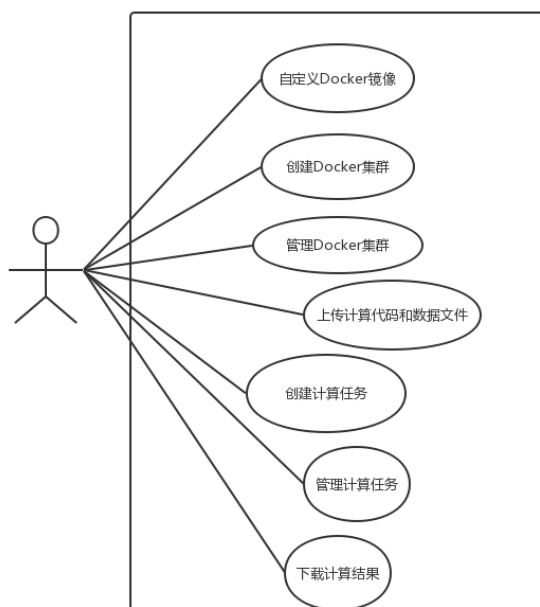 自定义Docker镜像
创建Docker集群
管理Docker集群
上传计算代码和数据文件
创建计算任务
管理计算任务
下载计算结果